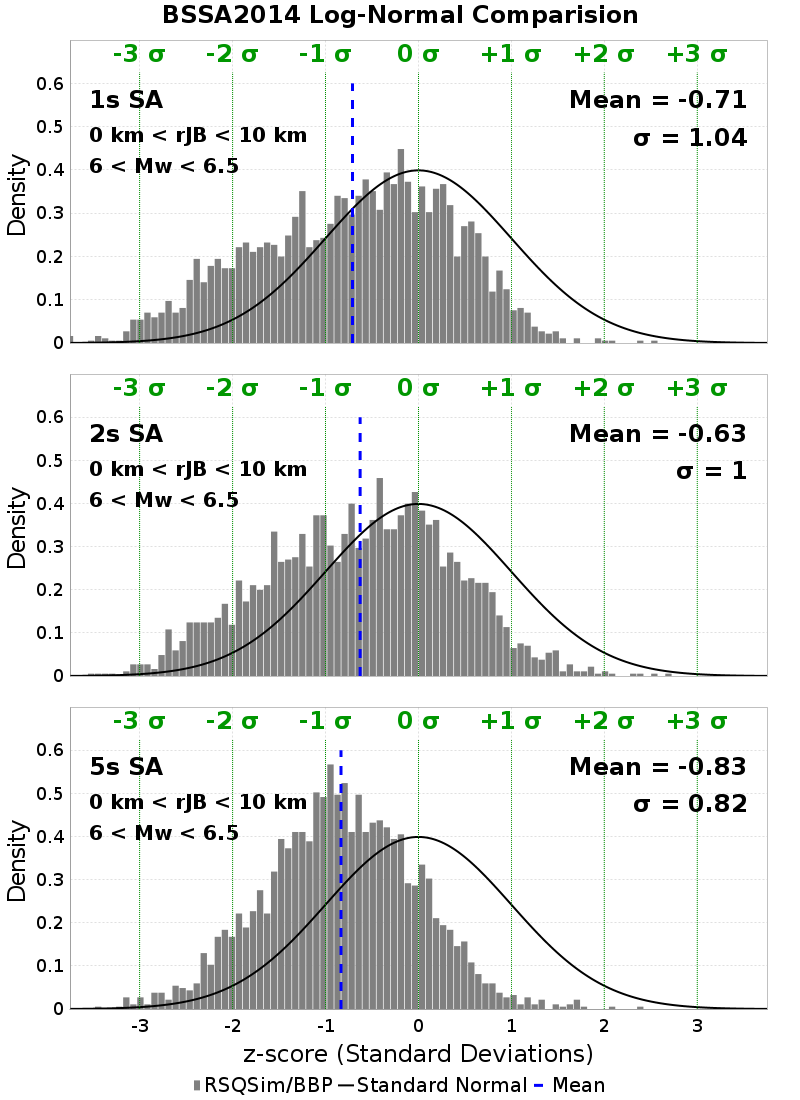 BSSA2014 Log-Normal Comparision
-3 σ -2 σ -1 σ 0 σ +1 σ +2 σ +3 σ
1s SA
0 km < rJB < 10 km
6 < Mw < 6.5
Mean = -0.71
σ = 1.04
0.6
0.5
0.4
0.3
0.2
0.1
0
Density
-3 σ -2 σ -1 σ 0 σ +1 σ +2 σ +3 σ
2s SA
0 km < rJB < 10 km
6 < Mw < 6.5
Mean = -0.63
σ = 1
0.6
0.5
0.4
0.3
0.2
0.1
0
Density
-3 σ -2 σ -1 σ 0 σ +1 σ +2 σ +3 σ
5s SA
0 km < rJB < 10 km
6 < Mw < 6.5
Mean = -0.83
σ = 0.82
0.6
0.5
0.4
0.3
0.2
0.1
0
Density
-3 -2 -1 0 1 2 3
z-score (Standard Deviations)
RSQSim/BBP Standard Normal Mean